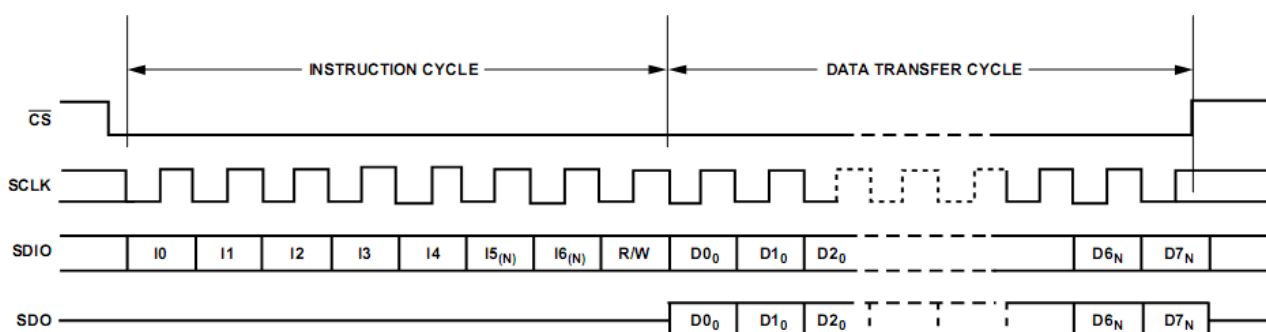 INSTRUCTION CYCLE DATA TRANSFER CYCLE
CS
SCLK
SDIO I0 I1 I2 I3 I4 I5(N) I6(N) R/W D0₀ D1₀ D2₀ D6N D7N
SDO D0₀ D1₀ D2₀ D6N D7N